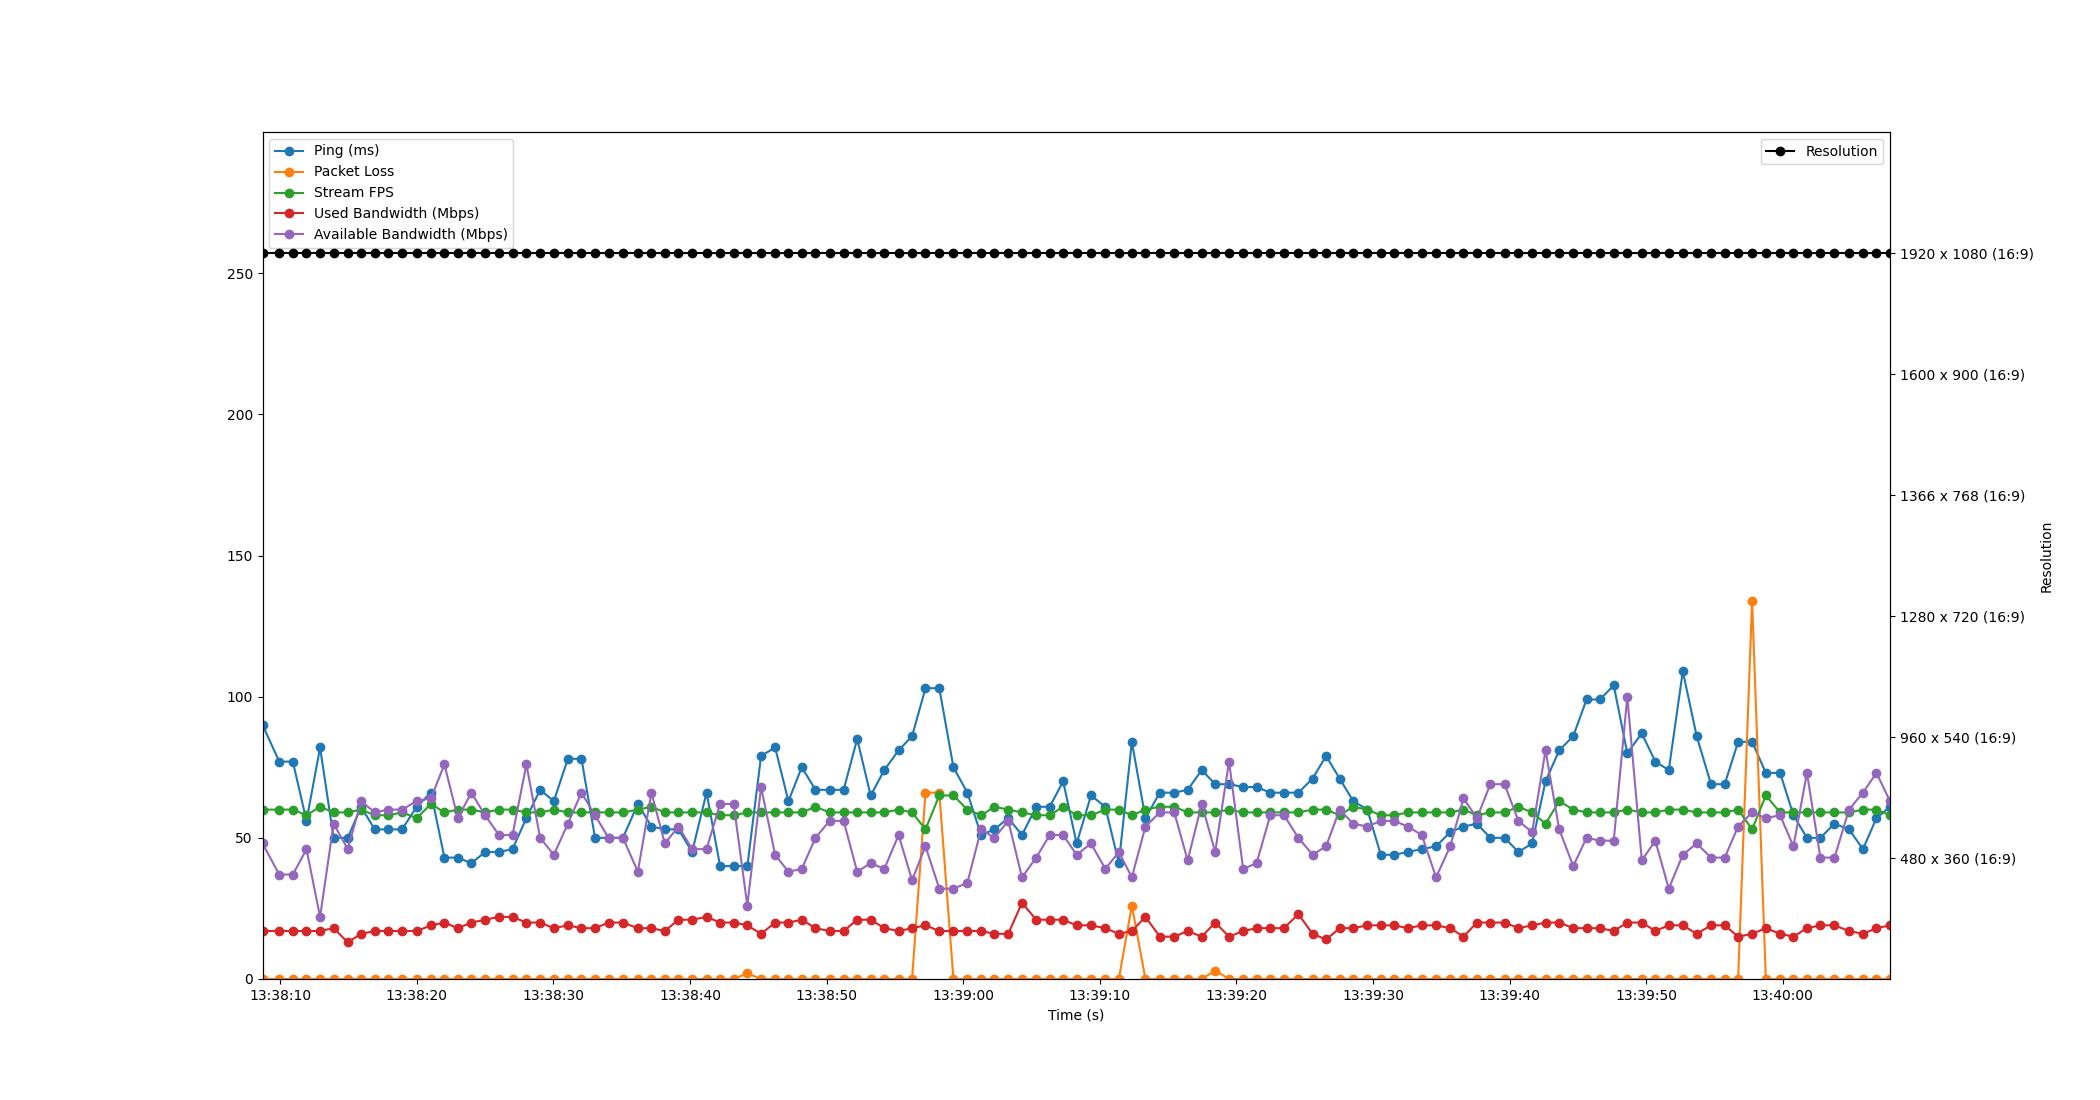 Ping (ms)
Packet Loss
Stream FPS
Used Bandwidth (Mbps)
Available Bandwidth (Mbps)
Resolution
250
200
150
100
50
0
1920 x 1080 (16:9)
1600 x 900 (16:9)
1366 x 768 (16:9)
1280 x 720 (16:9)
960 x 540 (16:9)
480 x 360 (16:9)
Resolution
13:38:10 13:38:20 13:38:30 13:38:40 13:38:50 13:39:00 13:39:10 13:39:20 13:39:30 13:39:40 13:39:50 13:40:00
Time (s)